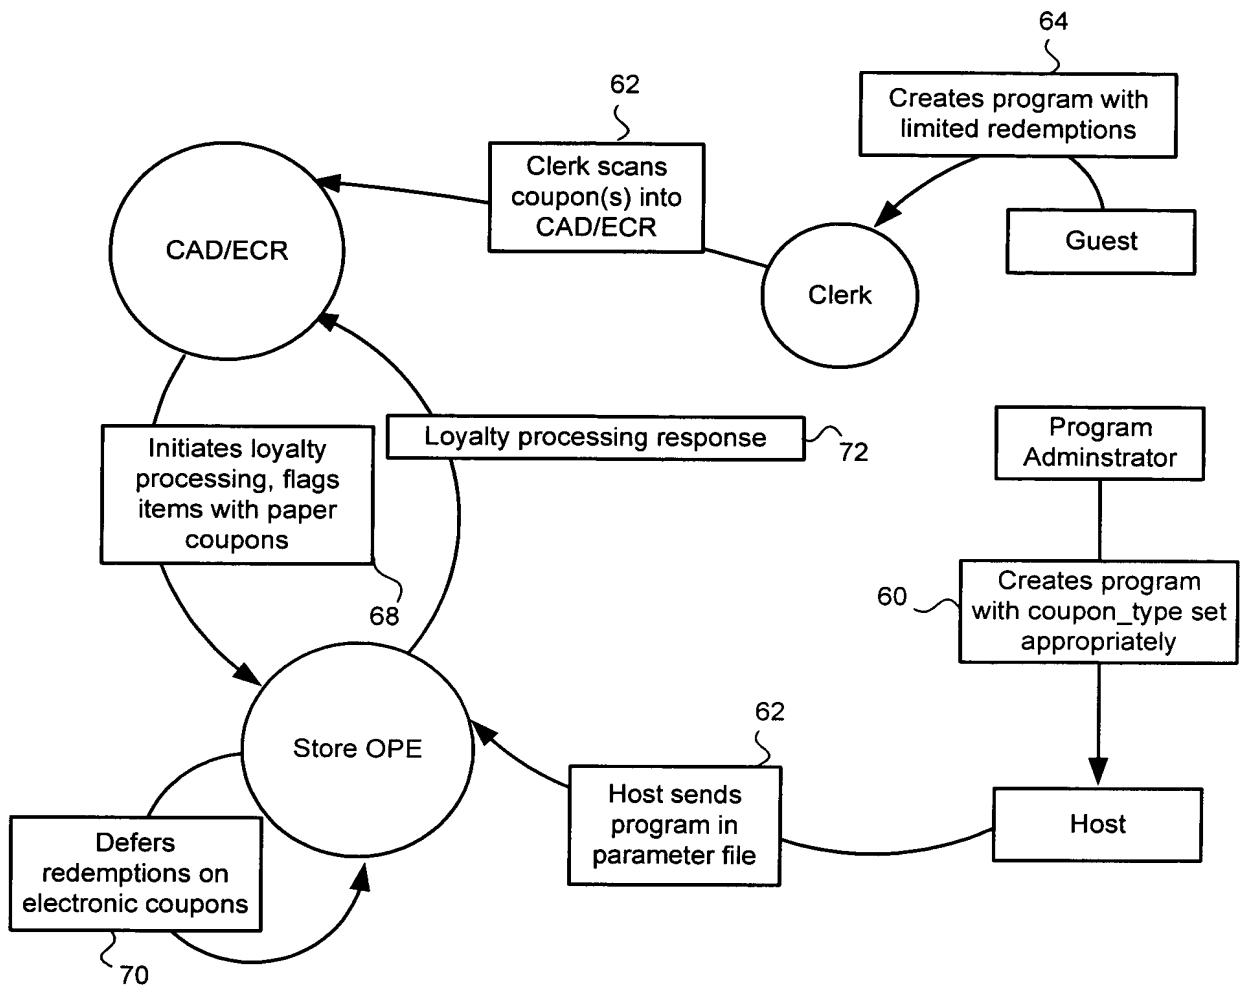 64
Creates program with
limited redemptions
62
Clerk scans
coupon(s) into
CAD/ECR
Guest
CAD/ECR
Clerk
Initiates loyalty
processing, flags
items with paper
coupons
68
Loyalty processing response
72
Program
Adminstrator
60
Creates program
with coupon_type set
appropriately
Store OPE
62
Host sends
program in
parameter file
Host
Defers
redemptions on
electronic coupons
70